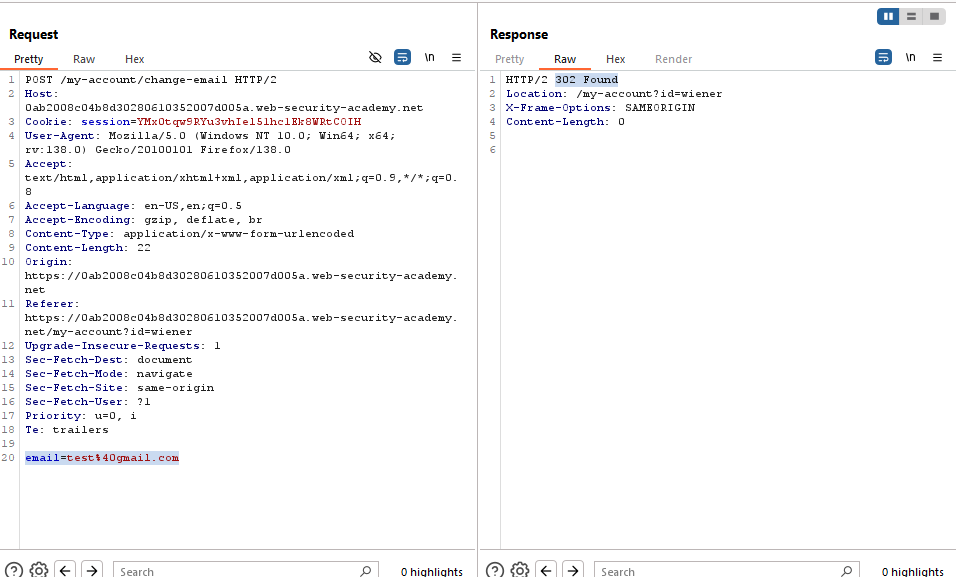 Request
Pretty Raw Hex
\n
1 POST /my-account/change-email HTTP/2
2 Host:
0ab2008c04b8d30280610352007d005a.web-security-academy.net
3 Cookie: session=YMxOtqw9RYu3vhIel5lhclEk8WRtCOIH
4 User-Agent: Mozilla/5.0 (Windows NT 10.0; Win64; x64;
rv:138.0) Gecko/20100101 Firefox/138.0
5 Accept:
text/html,application/xhtml+xml,application/xml;q=0.9,*/*;q=0.
8
6 Accept-Language: en-US,en;q=0.5
7 Accept-Encoding: gzip, deflate, br
8 Content-Type: application/x-www-form-urlencoded
9 Content-Length: 22
10 Origin:
https://0ab2008c04b8d30280610352007d005a.web-security-academy.
net
11 Referer:
https://0ab2008c04b8d30280610352007d005a.web-security-academy.
net/my-account?id=wiener
12 Upgrade-Insecure-Requests: 1
13 Sec-Fetch-Dest: document
14 Sec-Fetch-Mode: navigate
15 Sec-Fetch-Site: same-origin
16 Sec-Fetch-User: ?1
17 Priority: u=0, i
18 Te: trailers
19
20 email=test%40gmail.com
Search
0 highlights
Response
Pretty Raw Hex Render
\n
1 HTTP/2 302 Found
2 Location: /my-account?id=wiener
3 X-Frame-Options: SAMEORIGIN
4 Content-Length: 0
5
6
Search
0 highlights